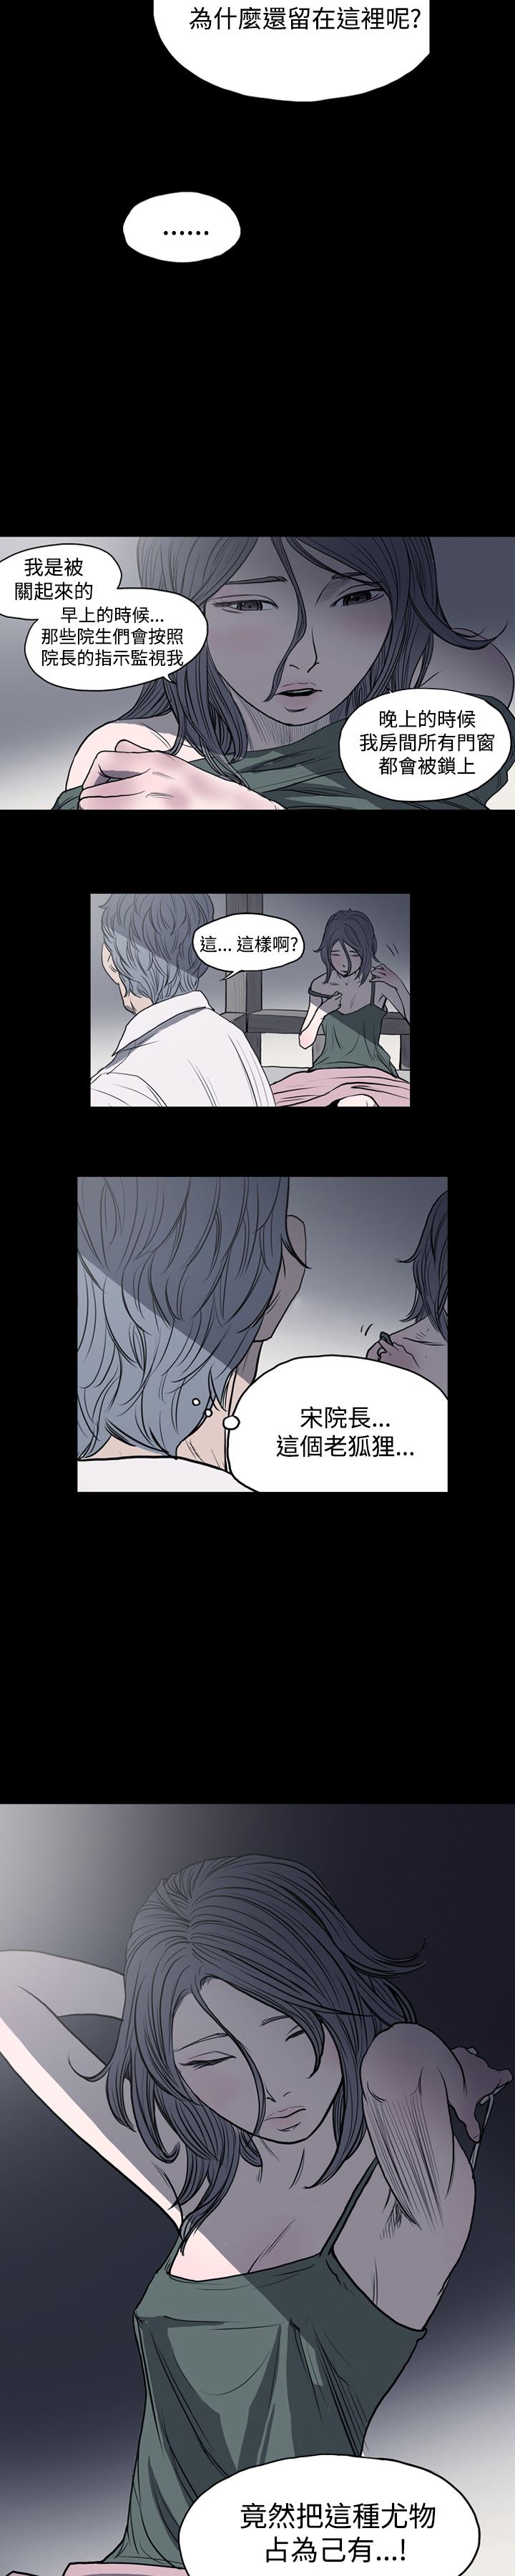 為什麼還留在這裡呢?
......
我是被
關起來的
早上的時候...
那些院生們會按照
院長的指示監視我
晚上的時候
我房間所有門窗
都會被鎖上
這... 這樣啊?
宋院長...
這個老狐狸...
竟然把這種尤物
占為己有...!